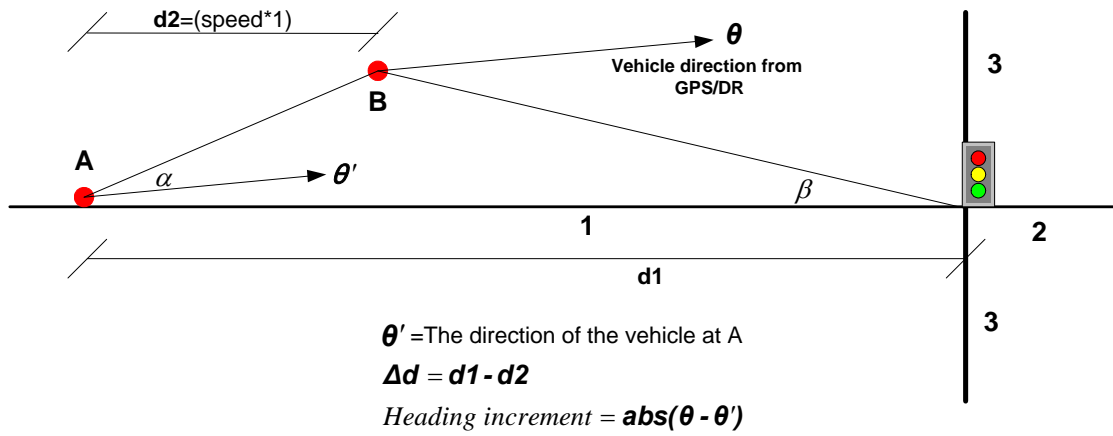 d2=(speed*1)
θ
Vehicle direction from
GPS/DR
3
B
A
α
θ′
β
1
2
d1
3
θ′ =The direction of the vehicle at A
Δd = d1 - d2
Heading increment = abs(θ - θ′)